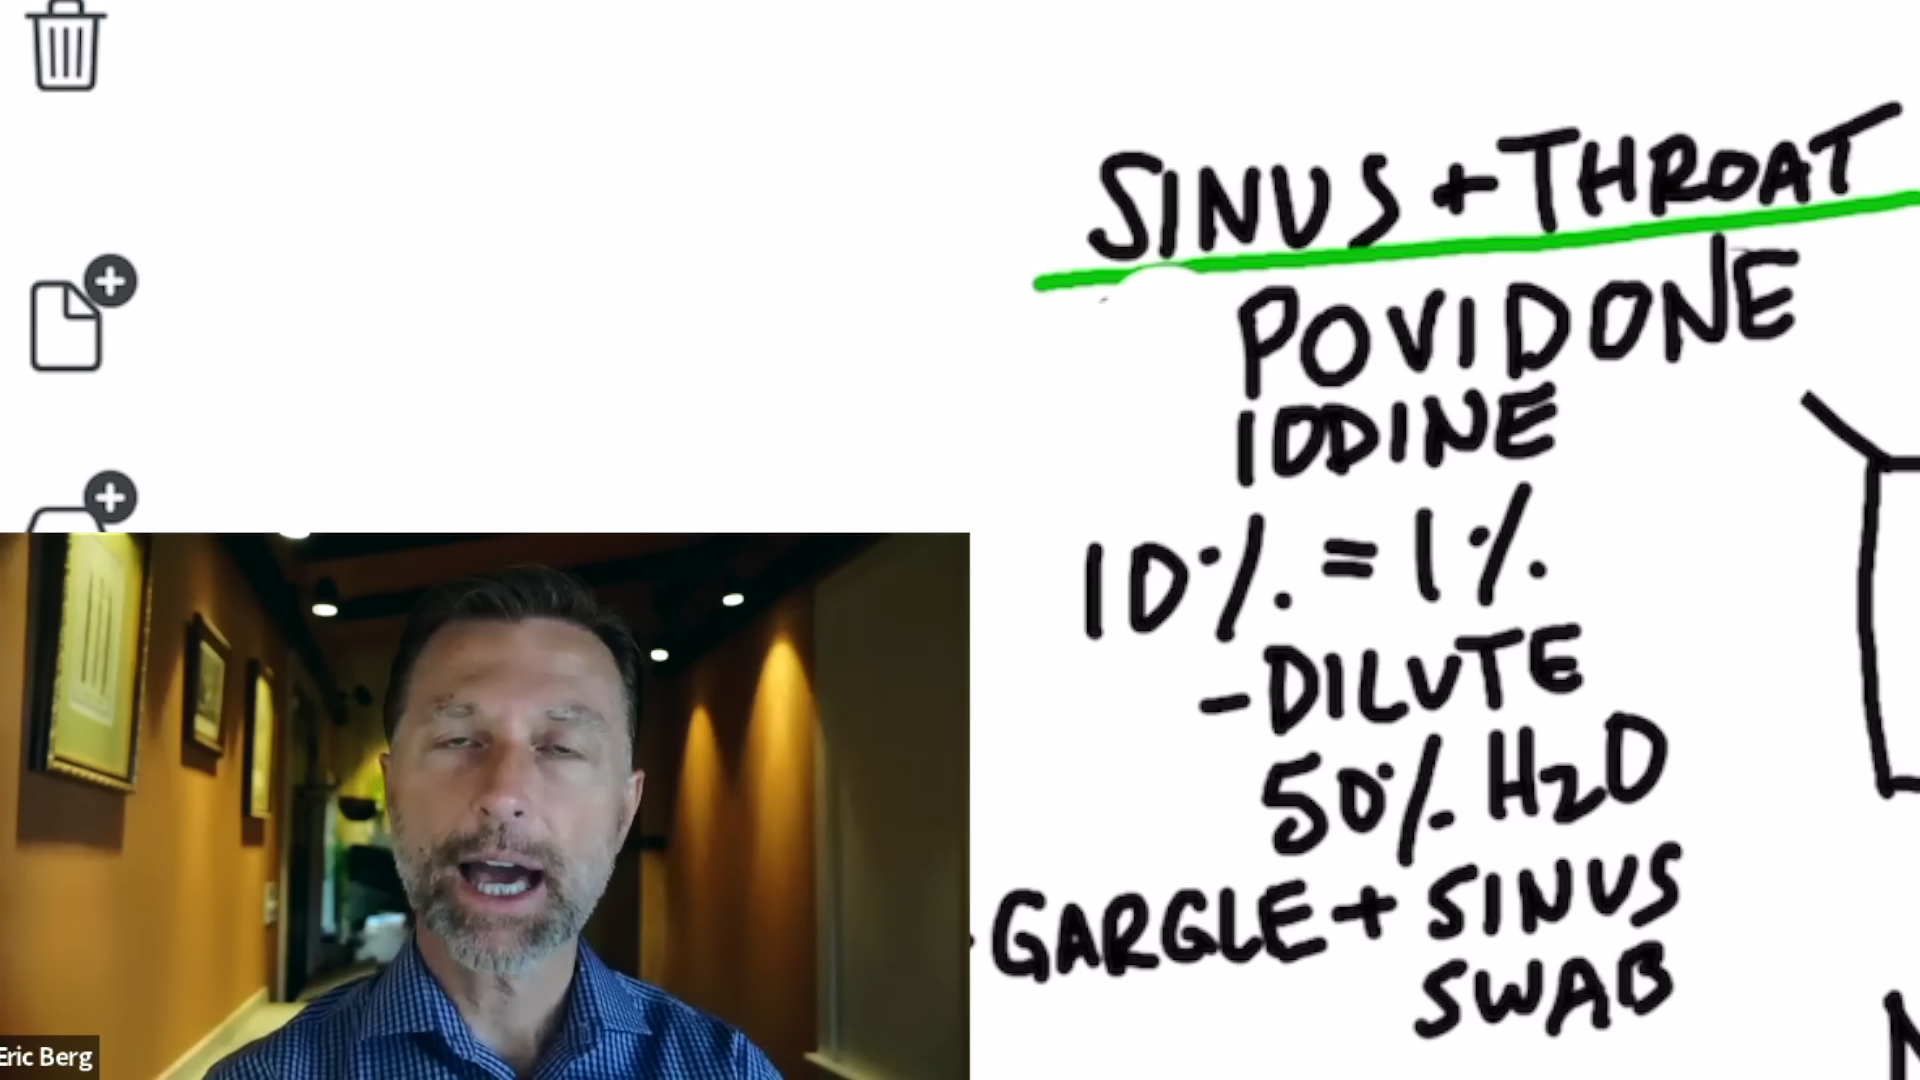 SINUS + THROAT
POVIDONE
IODINE
10% = 1%
- DILUTE
50% H2O
GARGLE + SINUS
SWAB
Eric Berg